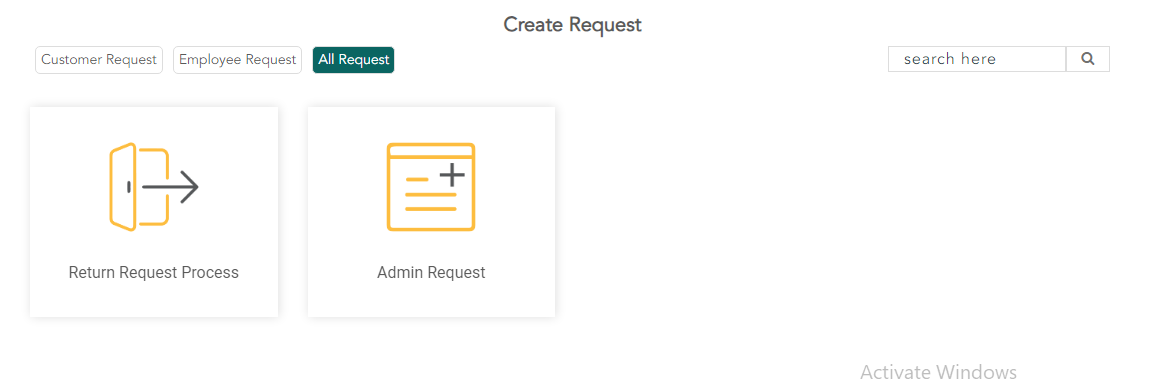 Create Request
Customer Request Employee Request All Request search here
Return Request Process Admin Request
Activate Windows